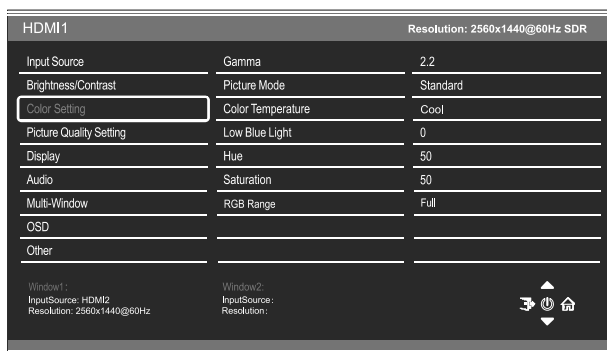 HDMI1 Resolution: 2560x1440@60Hz SDR
Input Source Gamma 2.2
Brightness/Contrast Picture Mode Standard
Color Setting Color Temperature Cool
Picture Quality Setting Low Blue Light 0
Display Hue 50
Audio Saturation 50
Multi-Window RGB Range Full
OSD
Other
Window1: Window2:
InputSource: HDMI2 InputSource:
Resolution: 2560x1440@60Hz Resolution: